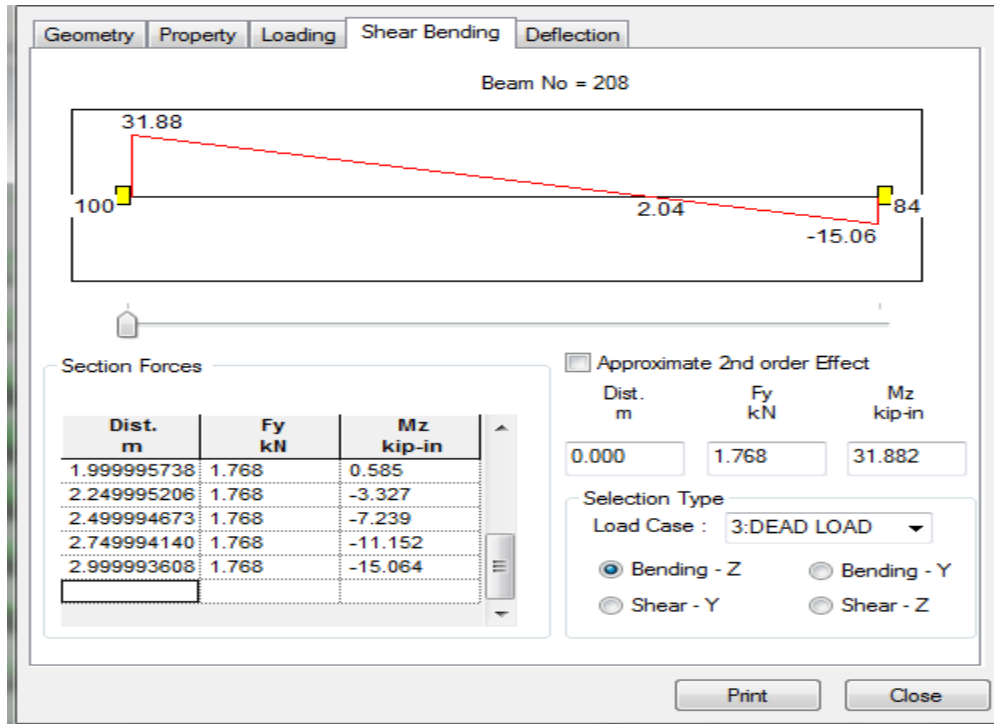 Geometry Property Loading Shear Bending Deflection
Beam No = 208
31.88
100 2.04 84
-15.06
Section Forces
Dist. Fy Mz
m kN kip-in
1.999995738 1.768 0.585
2.249995206 1.768 -3.327
2.499994673 1.768 -7.239
2.749994140 1.768 -11.152
2.999993608 1.768 -15.064
Approximate 2nd order Effect
Dist. Fy Mz
m kN kip-in
0.000 1.768 31.882
Selection Type
Load Case : 3:DEAD LOAD
Bending - Z Bending - Y
Shear - Y Shear - Z
Print Close